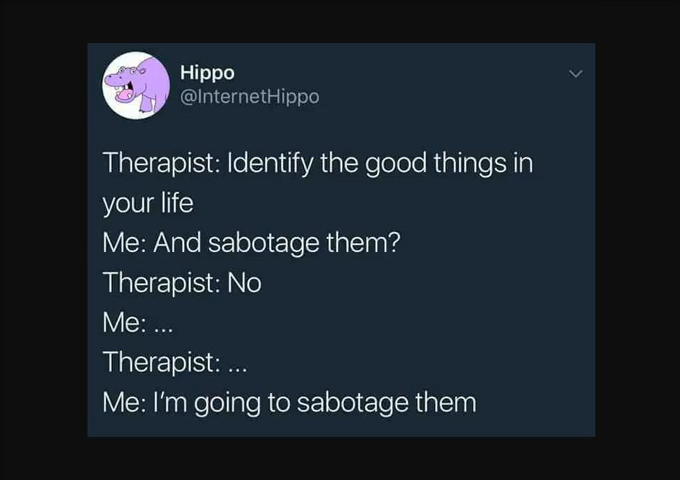 Hippo
@InternetHippo
Therapist: Identify the good things in
your life
Me: And sabotage them?
Therapist: No
Me: ...
Therapist: ...
Me: I'm going to sabotage them